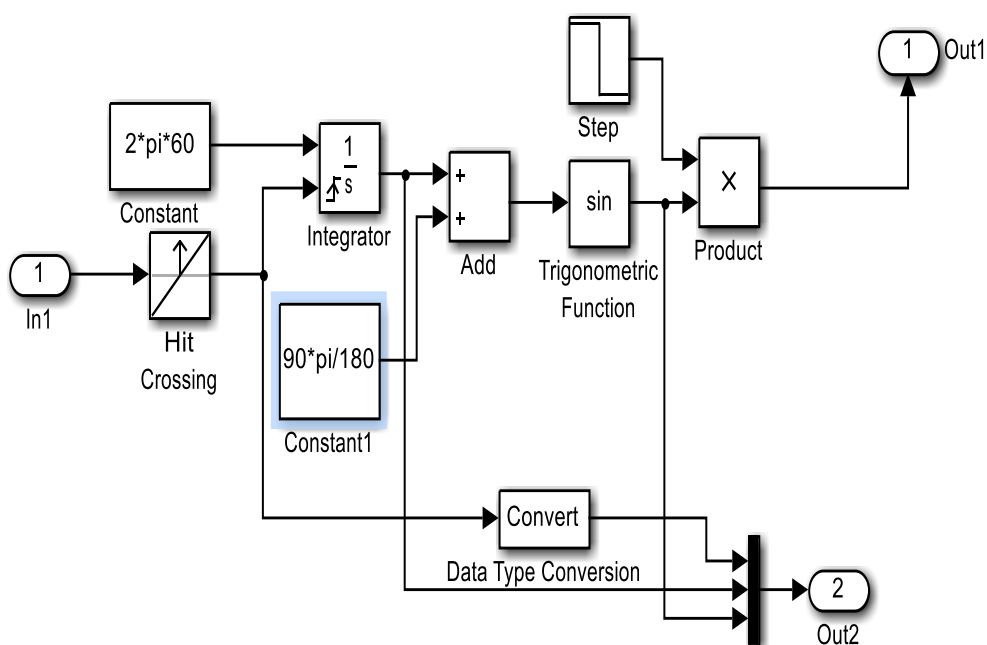 1
Out1
Step
2*pi*60
Constant
1
s
Integrator
+
+
Add
sin
Trigonometric
Function
×
Product
1
In1
Hit
Crossing
90*pi/180
Constant1
Convert
Data Type Conversion
2
Out2